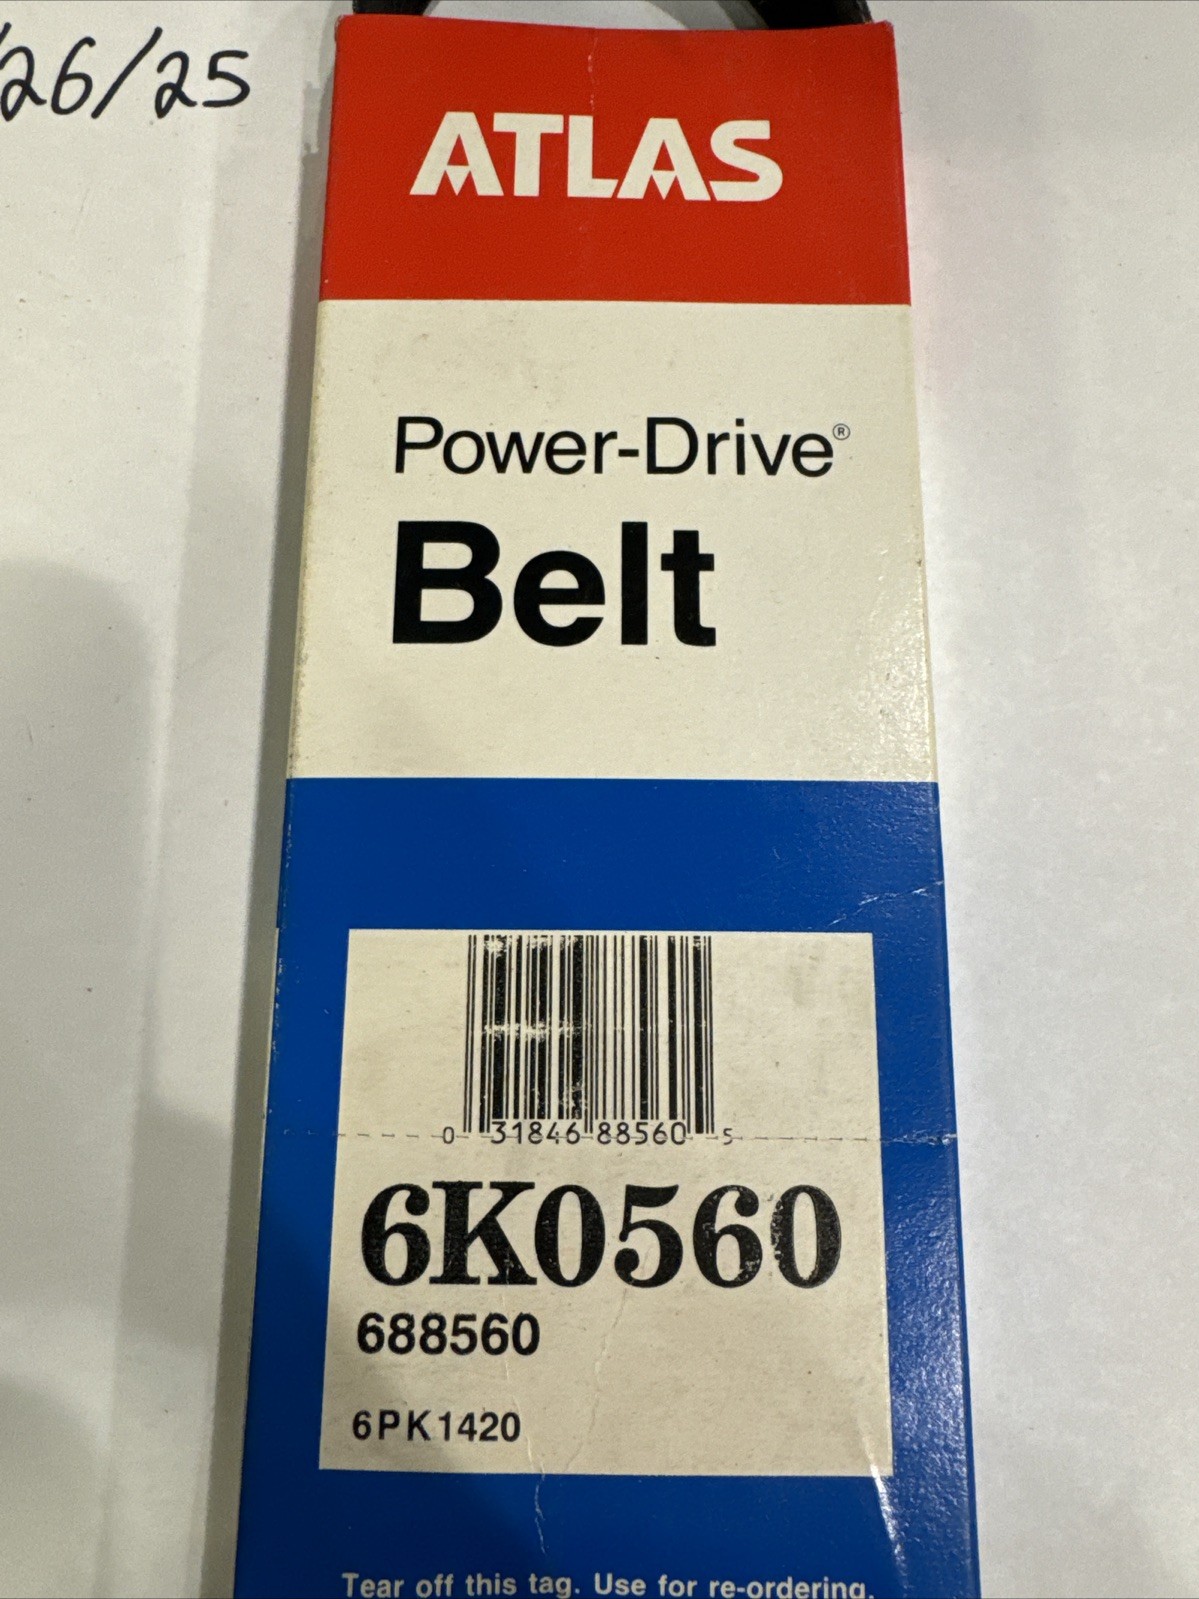 /26/25
ATLAS
Power-Drive®
Belt
0 31846 88560 5
6K0560
688560
6PK1420
Tear off this tag. Use for re-ordering.